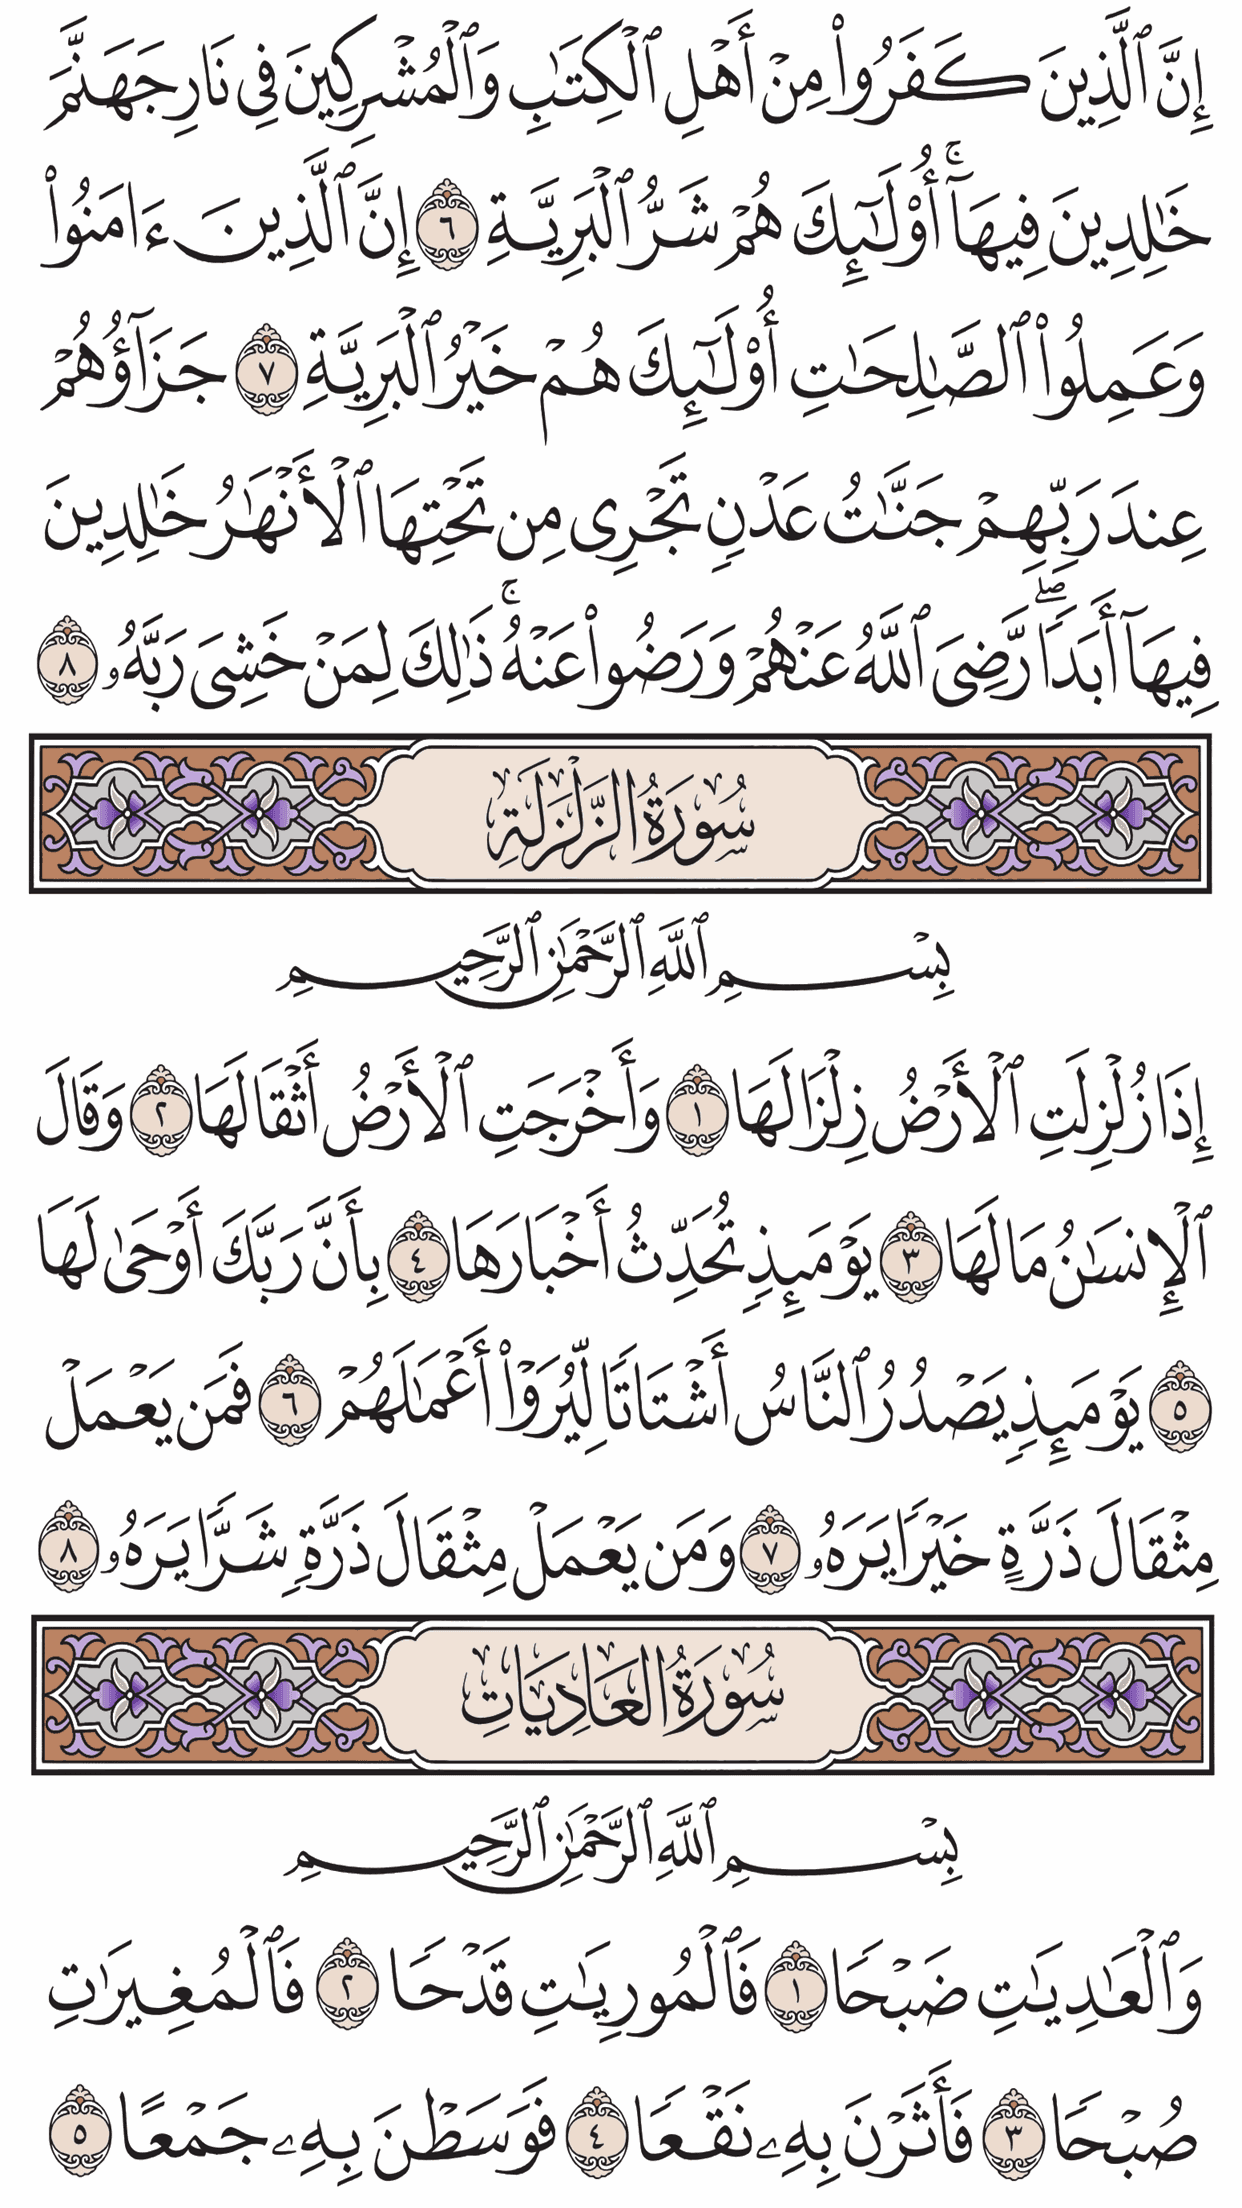 إِنَّ ٱلَّذِينَ كَفَرُوا۟ مِنْ أَهْلِ ٱلْكِتَـٰبِ وَٱلْمُشْرِكِينَ فِى نَارِ جَهَنَّمَ
خَـٰلِدِينَ فِيهَآ ۚ أُو۟لَـٰٓئِكَ هُمْ شَرُّ ٱلْبَرِيَّةِ ٦ إِنَّ ٱلَّذِينَ ءَامَنُوا۟
وَعَمِلُوا۟ ٱلصَّـٰلِحَـٰتِ أُو۟لَـٰٓئِكَ هُمْ خَيْرُ ٱلْبَرِيَّةِ ٧ جَزَآؤُهُمْ
عِندَ رَبِّهِمْ جَنَّـٰتُ عَدْنٍ تَجْرِى مِن تَحْتِهَا ٱلْأَنْهَـٰرُ خَـٰلِدِينَ
فِيهَآ أَبَدًا ۖ رَّضِىَ ٱللَّهُ عَنْهُمْ وَرَضُوا۟ عَنْهُ ۚ ذَٰلِكَ لِمَنْ خَشِىَ رَبَّهُۥ ٨
سُورَةُ الزَّلْزَلَةِ
بِسْمِ ٱللَّهِ ٱلرَّحْمَـٰنِ ٱلرَّحِيمِ
إِذَا زُلْزِلَتِ ٱلْأَرْضُ زِلْزَالَهَا ١ وَأَخْرَجَتِ ٱلْأَرْضُ أَثْقَالَهَا ٢ وَقَالَ
ٱلْإِنسَـٰنُ مَا لَهَا ٣ يَوْمَئِذٍ تُحَدِّثُ أَخْبَارَهَا ٤ بِأَنَّ رَبَّكَ أَوْحَىٰ لَهَا
٥ يَوْمَئِذٍ يَصْدُرُ ٱلنَّاسُ أَشْتَاتًا لِّيُرَوْا۟ أَعْمَـٰلَهُمْ ٦ فَمَن يَعْمَلْ
مِثْقَالَ ذَرَّةٍ خَيْرًا يَرَهُۥ ٧ وَمَن يَعْمَلْ مِثْقَالَ ذَرَّةٍ شَرًّا يَرَهُۥ ٨
سُورَةُ العَادِيَاتِ
بِسْمِ ٱللَّهِ ٱلرَّحْمَـٰنِ ٱلرَّحِيمِ
وَٱلْعَـٰدِيَـٰتِ ضَبْحًا ١ فَٱلْمُورِيَـٰتِ قَدْحًا ٢ فَٱلْمُغِيرَٰتِ
صُبْحًا ٣ فَأَثَرْنَ بِهِۦ نَقْعًا ٤ فَوَسَطْنَ بِهِۦ جَمْعًا ٥